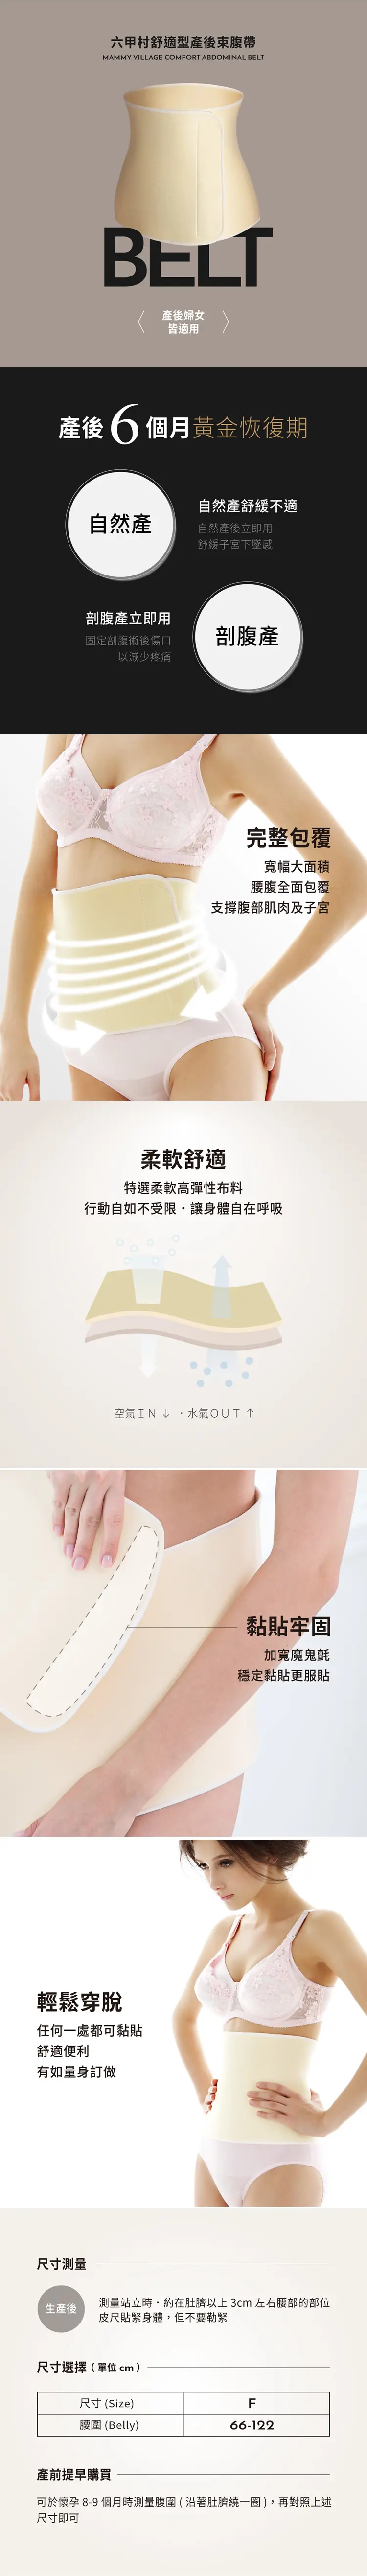 六甲村舒適型產後束腹帶
MAMMY VILLAGE COMFORT ABDOMINAL BELT
BELT
產後婦女
皆適用
產後6個月黃金恢復期
自然產
自然產舒緩不適
自然產後立即用
舒緩子宮下墜感
剖腹產立即用
固定剖腹術後傷口
以減少疼痛
剖腹產
完整包覆
寬幅大面積
腰腹全面包覆
支撐腹部肌肉及子宮
柔軟舒適
特選柔軟高彈性布料
行動自如不受限・讓身體自在呼吸
空氣IN↓・水氣OUT↑
黏貼牢固
加寬魔鬼氈
穩定黏貼更服貼
輕鬆穿脫
任何一處都可黏貼
舒適便利
有如量身訂做
尺寸測量
生產後
測量站立時・約在肚臍以上 3cm 左右腰部的部位
皮尺貼緊身體，但不要勒緊
尺寸選擇（單位 cm）
尺寸 (Size) F
腰圍 (Belly) 66-122
產前提早購買
可於懷孕 8-9 個月時測量腹圍 ( 沿著肚臍繞一圈 )，再對照上述
尺寸即可